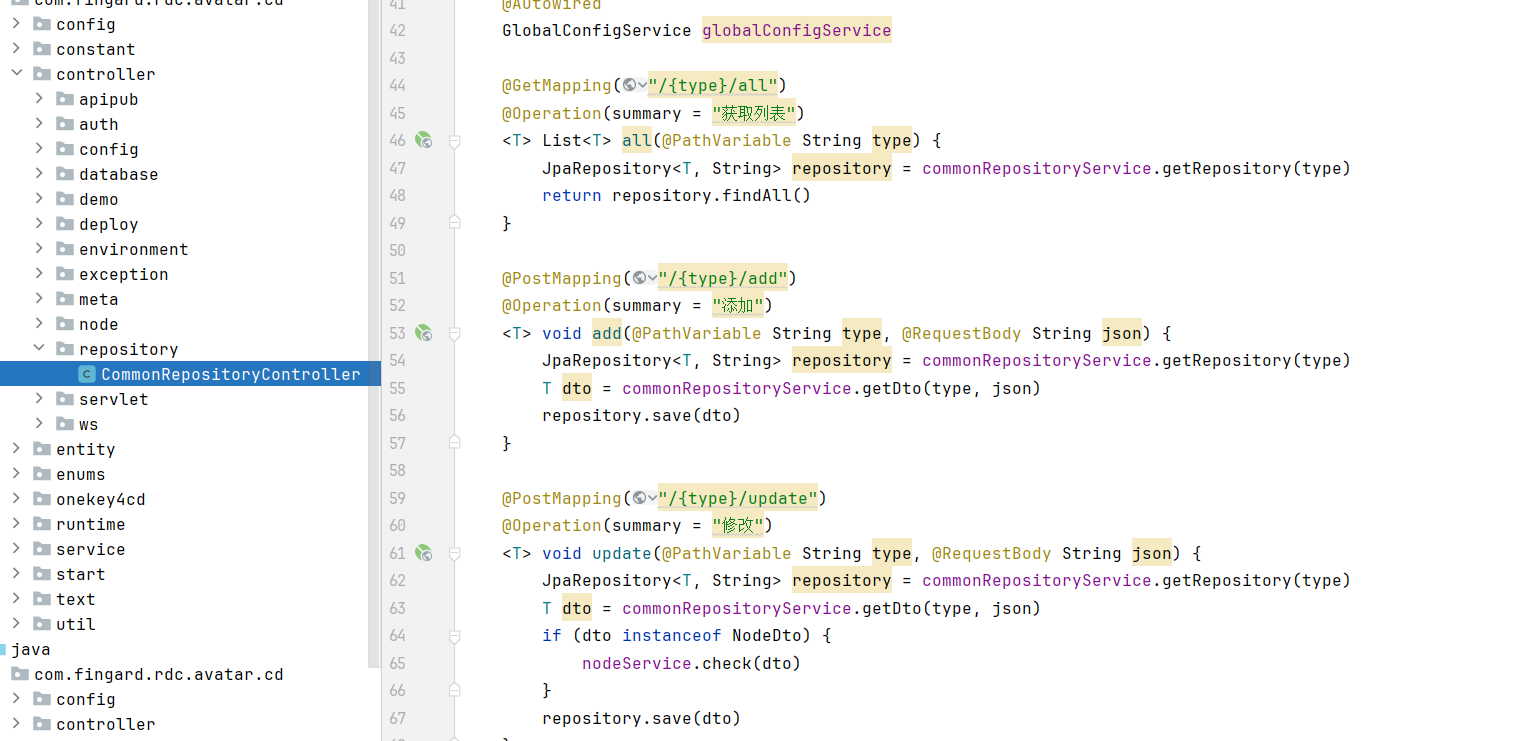 com.fingard.rdc.avatar.cd
config
constant
controller
apipub
auth
config
database
demo
deploy
environment
exception
meta
node
repository
CommonRepositoryController
servlet
ws
entity
enums
onekey4cd
runtime
service
start
text
util
java
com.fingard.rdc.avatar.cd
config
controller
41 @Autowired
42 GlobalConfigService globalConfigService
43
44 @GetMapping("/{type}/all")
45 @Operation(summary = "获取列表")
46 <T> List<T> all(@PathVariable String type) {
47 JpaRepository<T, String> repository = commonRepositoryService.getRepository(type)
48 return repository.findAll()
49 }
50
51 @PostMapping("/{type}/add")
52 @Operation(summary = "添加")
53 <T> void add(@PathVariable String type, @RequestBody String json) {
54 JpaRepository<T, String> repository = commonRepositoryService.getRepository(type)
55 T dto = commonRepositoryService.getDto(type, json)
56 repository.save(dto)
57 }
58
59 @PostMapping("/{type}/update")
60 @Operation(summary = "修改")
61 <T> void update(@PathVariable String type, @RequestBody String json) {
62 JpaRepository<T, String> repository = commonRepositoryService.getRepository(type)
63 T dto = commonRepositoryService.getDto(type, json)
64 if (dto instanceof NodeDto) {
65 nodeService.check(dto)
66 }
67 repository.save(dto)